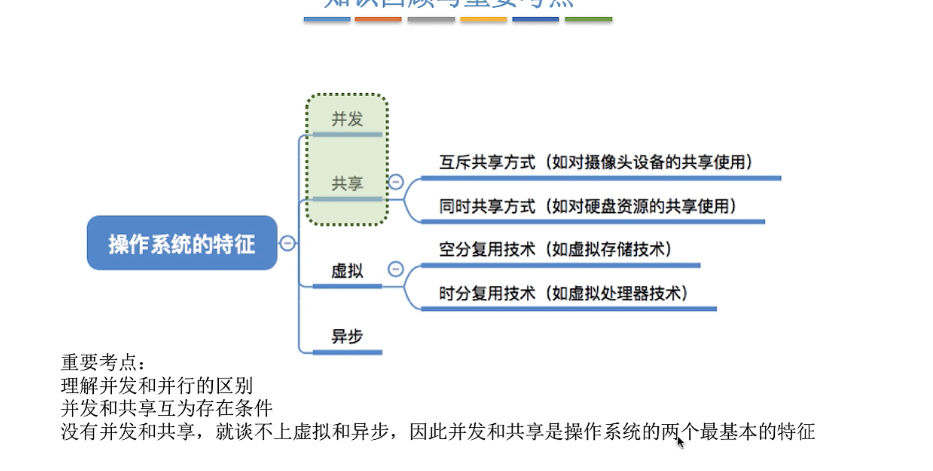 知识回顾与重要考点
并发
共享
互斥共享方式（如对摄像头设备的共享使用）
同时共享方式（如对硬盘资源的共享使用）
操作系统的特征
虚拟
空分复用技术（如虚拟存储技术）
时分复用技术（如虚拟处理器技术）
异步
重要考点：
理解并发和并行的区别
并发和共享互为存在条件
没有并发和共享，就谈不上虚拟和异步，因此并发和共享是操作系统的两个最基本的特征